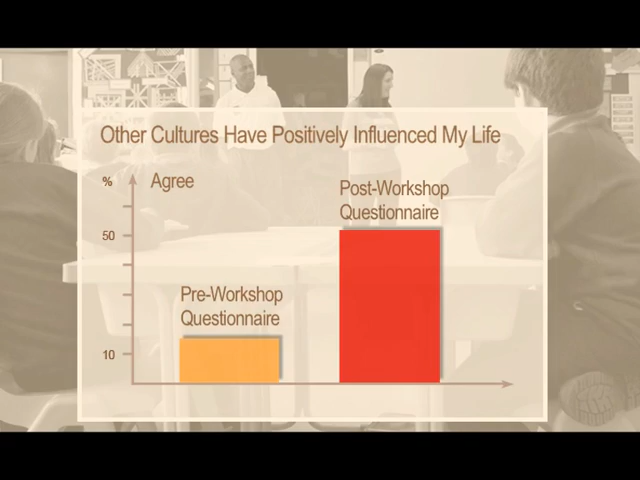 Other Cultures Have Positively Influenced My Life
% Agree
Post-Workshop
Questionnaire
50
Pre-Workshop
Questionnaire
10